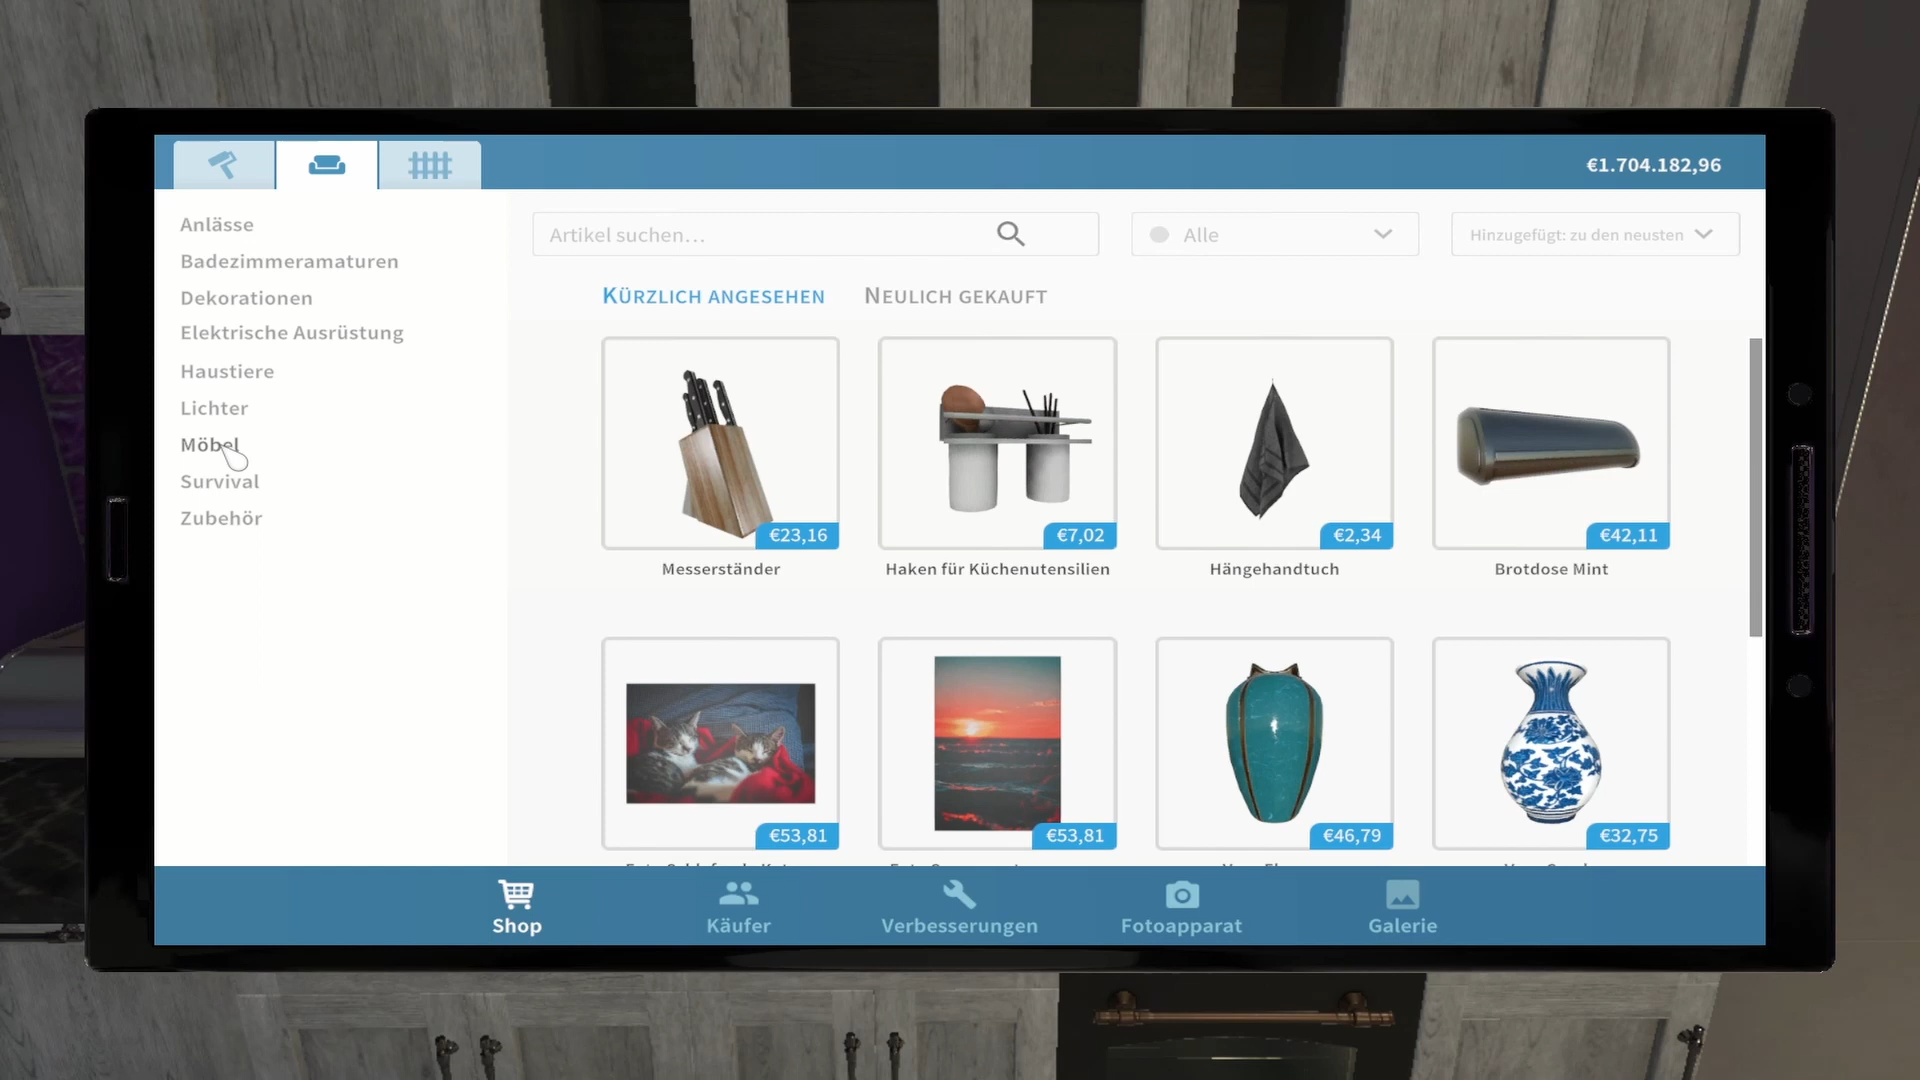 €1.704.182,96
Anlässe
Badezimmeramaturen
Dekorationen
Elektrische Ausrüstung
Haustiere
Lichter
Möbel
Survival
Zubehör
Artikel suchen...
Alle
Hinzugefügt: zu den neusten
KÜRZLICH ANGESEHEN
NEULICH GEKAUFT
€23,16
€7,02
€2,34
€42,11
Messerständer
Haken für Küchenutensilien
Hängehandtuch
Brotdose Mint
€53,81
€53,81
€46,79
€32,75
Shop
Käufer
Verbesserungen
Fotoapparat
Galerie